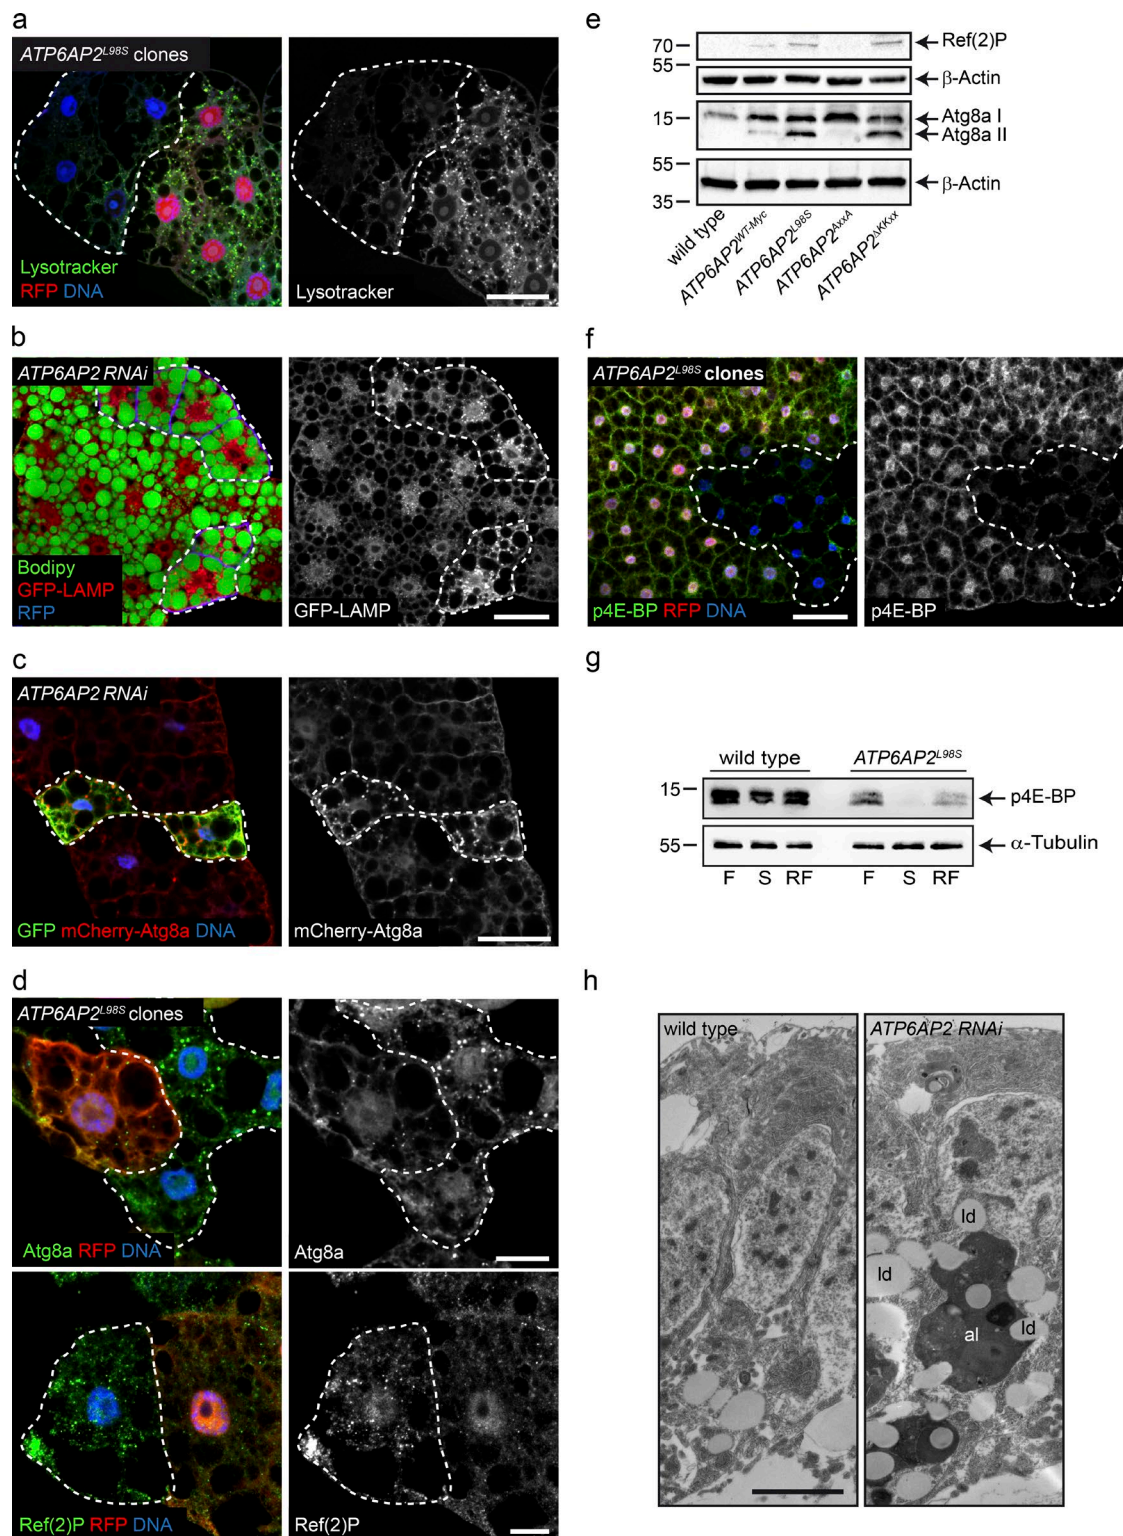 a
ATP6AP2L98S clones
Lysotracker
RFP DNA
Lysotracker
b
ATP6AP2 RNAi
Bodipy
GFP-LAMP
RFP
GFP-LAMP
c
ATP6AP2 RNAi
GFP mCherry-Atg8a DNA
mCherry-Atg8a
d
ATP6AP2L98S clones
Atg8a RFP DNA
Atg8a
Ref(2)P RFP DNA
Ref(2)P
e
70
Ref(2)P
55
β-Actin
15
Atg8a I
Atg8a II
55
β-Actin
35
wild type
ATP6AP2WT-Myc
ATP6AP2L98S
ATP6AP2AxxA
ATP6AP2ΔKKxx
f
ATP6AP2L98S clones
p4E-BP RFP DNA
p4E-BP
g
wild type ATP6AP2L98S
15
p4E-BP
55
α-Tubulin
F S RF F S RF
h
wild type
ATP6AP2 RNAi
ld
ld
ld
al